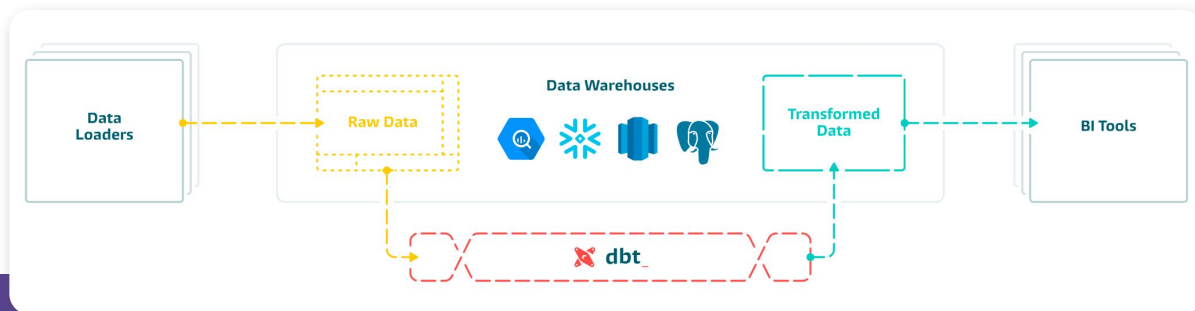 Data
Loaders
Raw Data
Data Warehouses
Transformed
Data
BI Tools
dbt_